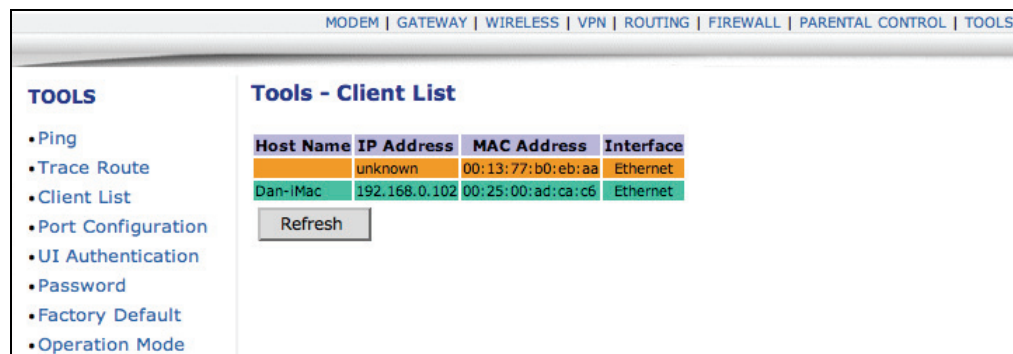 MODEM | GATEWAY | WIRELESS | VPN | ROUTING | FIREWALL | PARENTAL CONTROL | TOOLS
TOOLS
•Ping
•Trace Route
•Client List
•Port Configuration
•UI Authentication
•Password
•Factory Default
•Operation Mode
Tools - Client List
Host Name IP Address MAC Address Interface
unknown 00:13:77:b0:eb:aa Ethernet
Dan-iMac 192.168.0.102 00:25:00:ad:ca:c6 Ethernet
Refresh